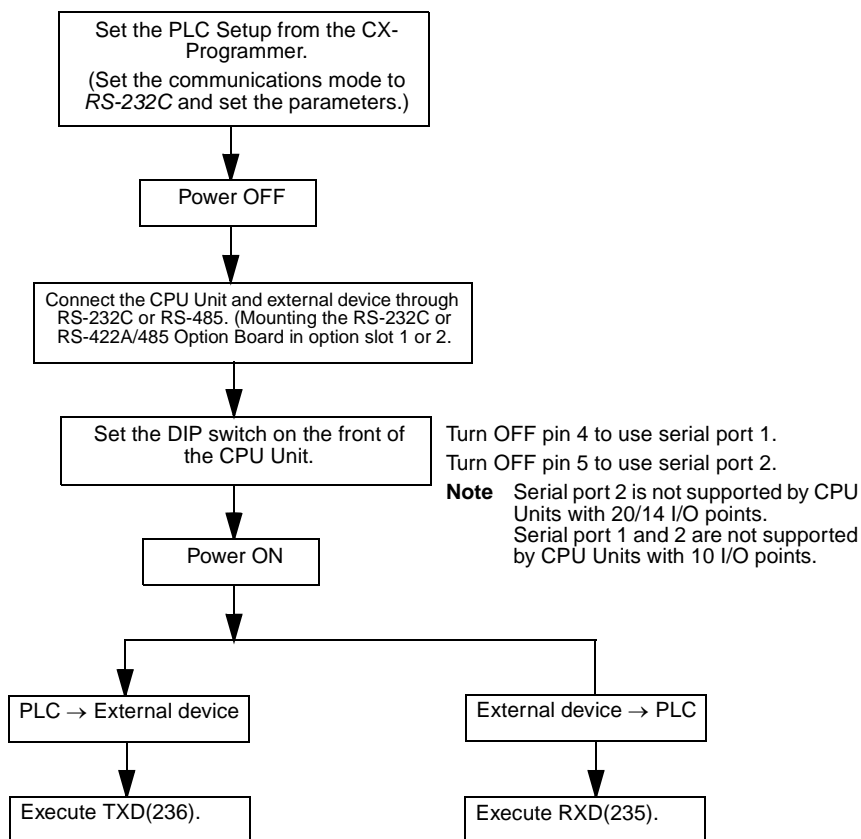 Set the PLC Setup from the CX-
Programmer.
(Set the communications mode to
RS-232C and set the parameters.)
Power OFF
Connect the CPU Unit and external device through
RS-232C or RS-485. (Mounting the RS-232C or
RS-422A/485 Option Board in option slot 1 or 2.
Set the DIP switch on the front of
the CPU Unit.
Turn OFF pin 4 to use serial port 1.
Turn OFF pin 5 to use serial port 2.
Note Serial port 2 is not supported by CPU
Units with 20/14 I/O points.
Serial port 1 and 2 are not supported
by CPU Units with 10 I/O points.
Power ON
PLC → External device
External device → PLC
Execute TXD(236).
Execute RXD(235).